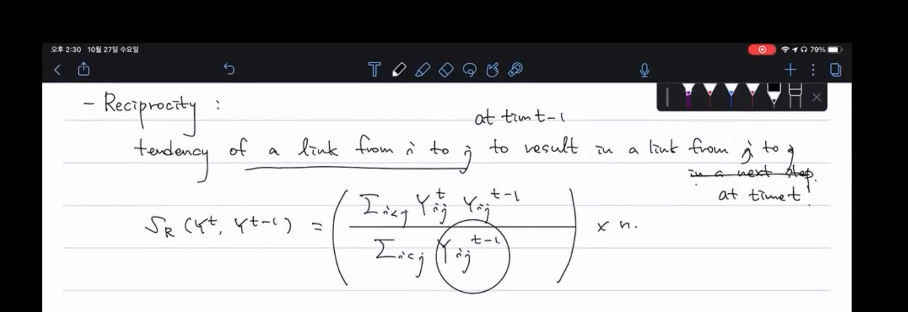 오후 2:30 10월 27일 수요일
79%
- Reciprocity :
at tim t-1
tendency of a link from i to j to result in a link from i to j
in a next step.
at time t
S_R (Y^t, Y^{t-1}) = ( Σ_{i<j} Y_{ij}^t Y_{ij}^{t-1} / Σ_{i<j} Y_{ij}^{t-1} ) × n.